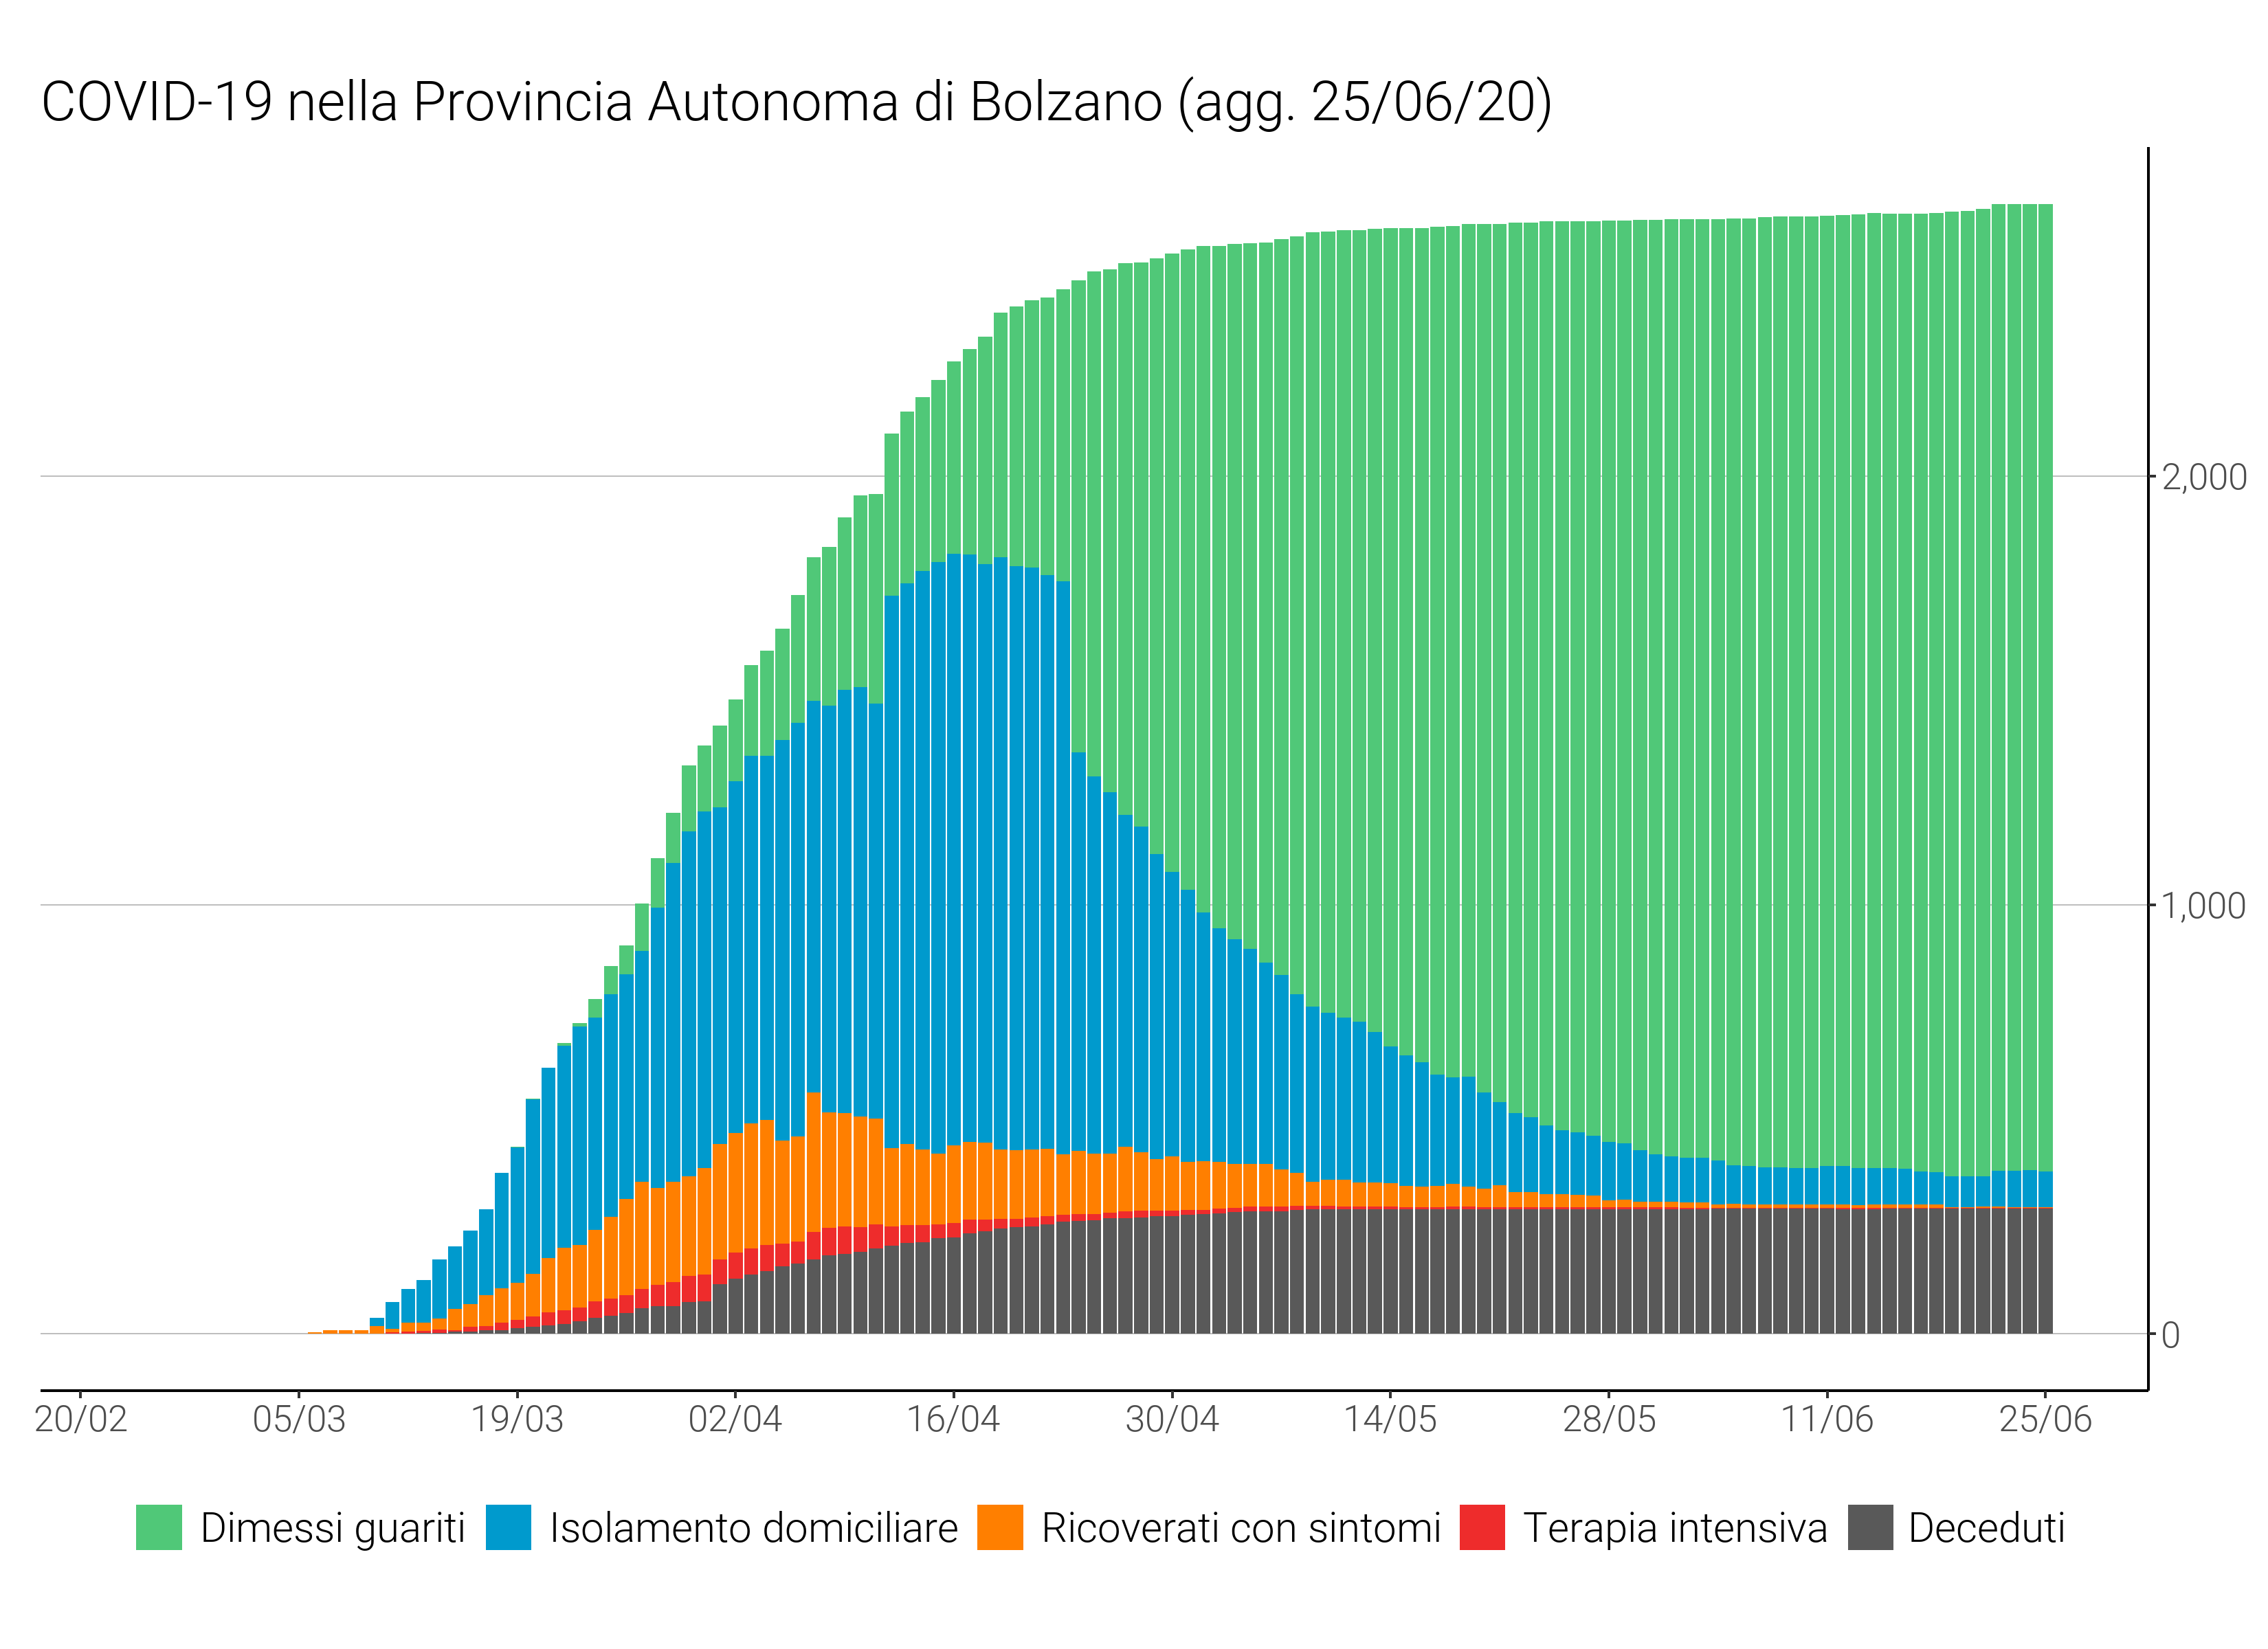 COVID-19 nella Provincia Autonoma di Bolzano (agg. 25/06/20)
2,000
1,000
0
20/02 05/03 19/03 02/04 16/04 30/04 14/05 28/05 11/06 25/06
Dimessi guariti Isolamento domiciliare Ricoverati con sintomi Terapia intensiva Deceduti